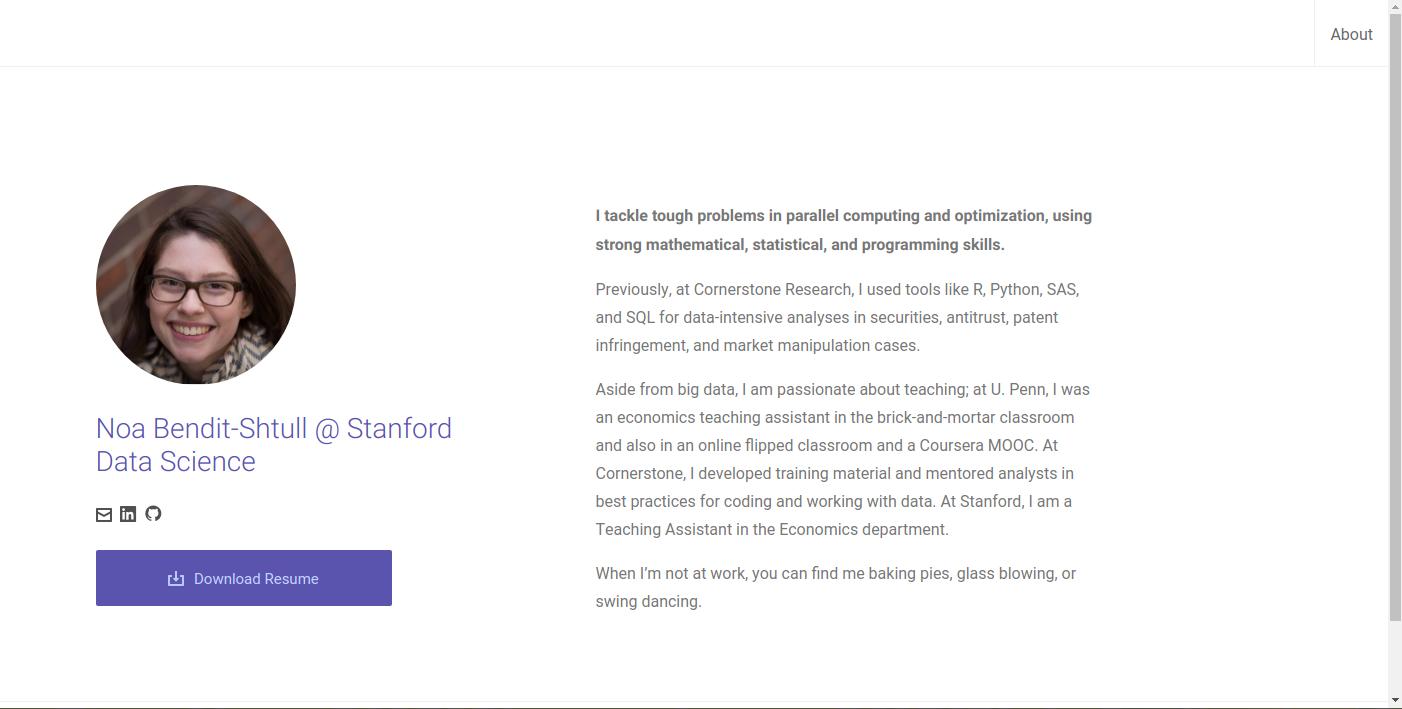 About
Noa Bendit-Shtull @ Stanford
Data Science
in
Download Resume
I tackle tough problems in parallel computing and optimization, using
strong mathematical, statistical, and programming skills.
Previously, at Cornerstone Research, I used tools like R, Python, SAS,
and SQL for data-intensive analyses in securities, antitrust, patent
infringement, and market manipulation cases.
Aside from big data, I am passionate about teaching; at U. Penn, I was
an economics teaching assistant in the brick-and-mortar classroom
and also in an online flipped classroom and a Coursera MOOC. At
Cornerstone, I developed training material and mentored analysts in
best practices for coding and working with data. At Stanford, I am a
Teaching Assistant in the Economics department.
When I’m not at work, you can find me baking pies, glass blowing, or
swing dancing.